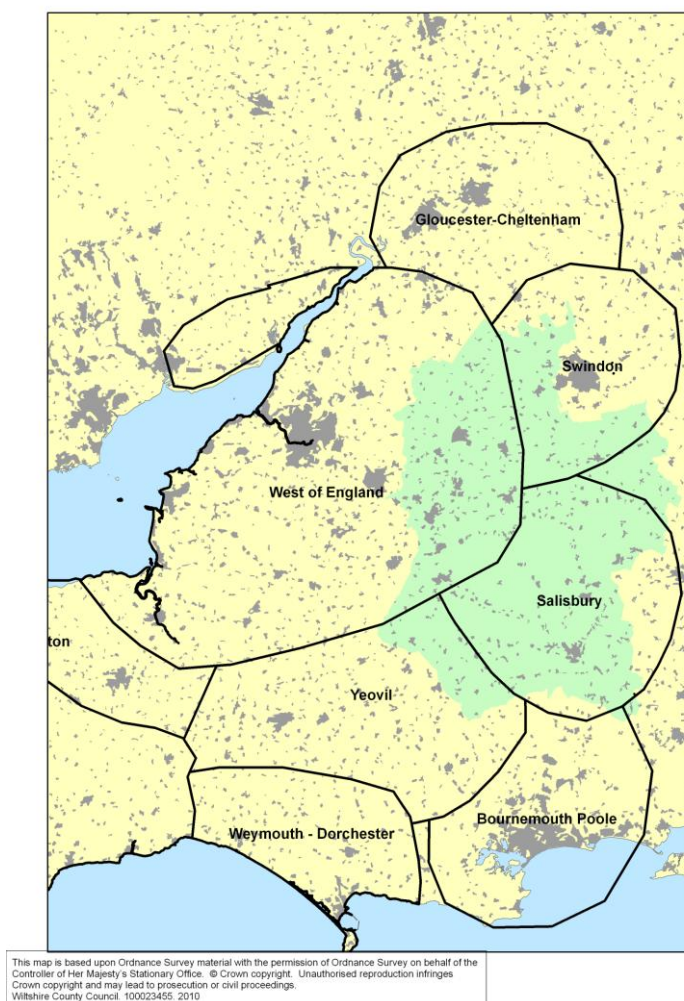 Gloucester-Cheltenham
Swindon
West of England
Salisbury
ton
Yeovil
Weymouth - Dorchester
Bournemouth Poole
This map is based upon Ordnance Survey material with the permission of Ordnance Survey on behalf of the
Controller of Her Majesty's Stationary Office. © Crown copyright. Unauthorised reproduction infringes
Crown copyright and may lead to prosecution or civil proceedings.
Wiltshire County Council. 100023455. 2010